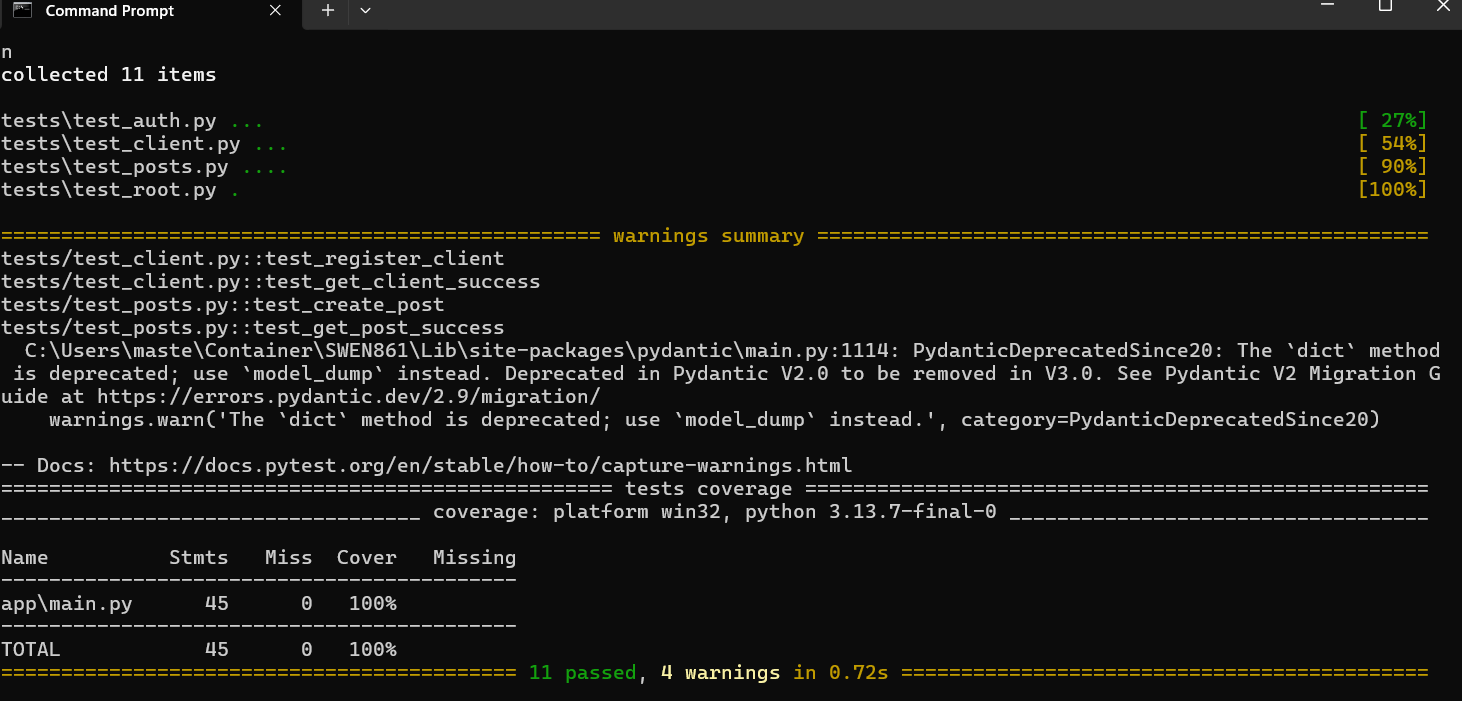 Command Prompt
n
collected 11 items
tests\test_auth.py ... [ 27%]
tests\test_client.py ... [ 54%]
tests\test_posts.py .... [ 90%]
tests\test_root.py . [100%]
================================================== warnings summary ===================================================
tests/test_client.py::test_register_client
tests/test_client.py::test_get_client_success
tests/test_posts.py::test_create_post
tests/test_posts.py::test_get_post_success
  C:\Users\maste\Container\SWEN861\Lib\site-packages\pydantic\main.py:1114: PydanticDeprecatedSince20: The `dict` method
 is deprecated; use `model_dump` instead. Deprecated in Pydantic V2.0 to be removed in V3.0. See Pydantic V2 Migration G
uide at https://errors.pydantic.dev/2.9/migration/
    warnings.warn('The `dict` method is deprecated; use `model_dump` instead.', category=PydanticDeprecatedSince20)
-- Docs: https://docs.pytest.org/en/stable/how-to/capture-warnings.html
=================================================== tests coverage ====================================================
___________________________________ coverage: platform win32, python 3.13.7-final-0 ___________________________________
Name          Stmts   Miss  Cover   Missing
-------------------------------------------
app\main.py      45      0   100%
-------------------------------------------
TOTAL            45      0   100%
=========================================== 11 passed, 4 warnings in 0.72s ============================================